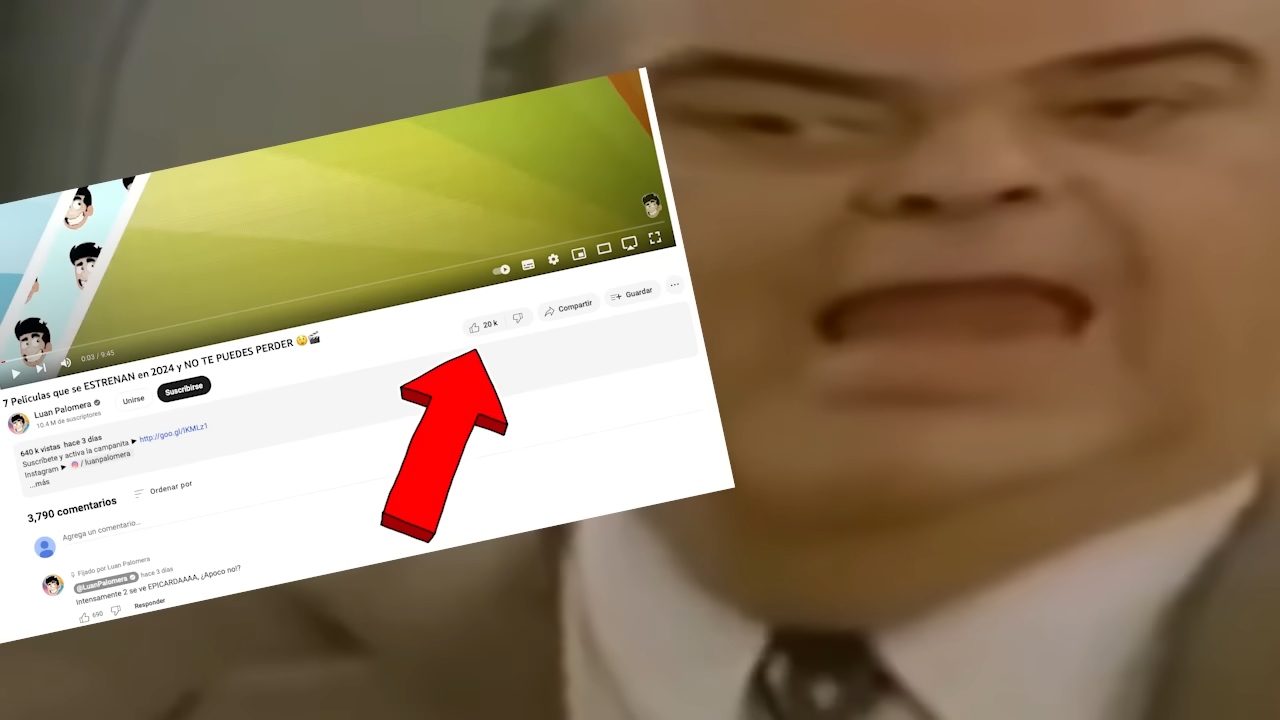 0:03 / 9:45
7 Películas que se ESTRENAN en 2024 y NO TE PUEDES PERDER 🤨🎬
Luan Palomera
10.4 M de suscriptores
Unirse
Suscribirse
20 k
Compartir
Guardar
640 k vistas hace 3 días
Suscríbete y activa la campanita ► http://goo.gl/IKMLz1
Instagram ► / luanpalomera
...más
3,790 comentarios
Ordenar por
Agrega un comentario...
Fijado por Luan Palomera
@LuanPalomera hace 3 días
Intensamente 2 se ve EPICARDAAAA, ¿Apoco no!?
690
Responder